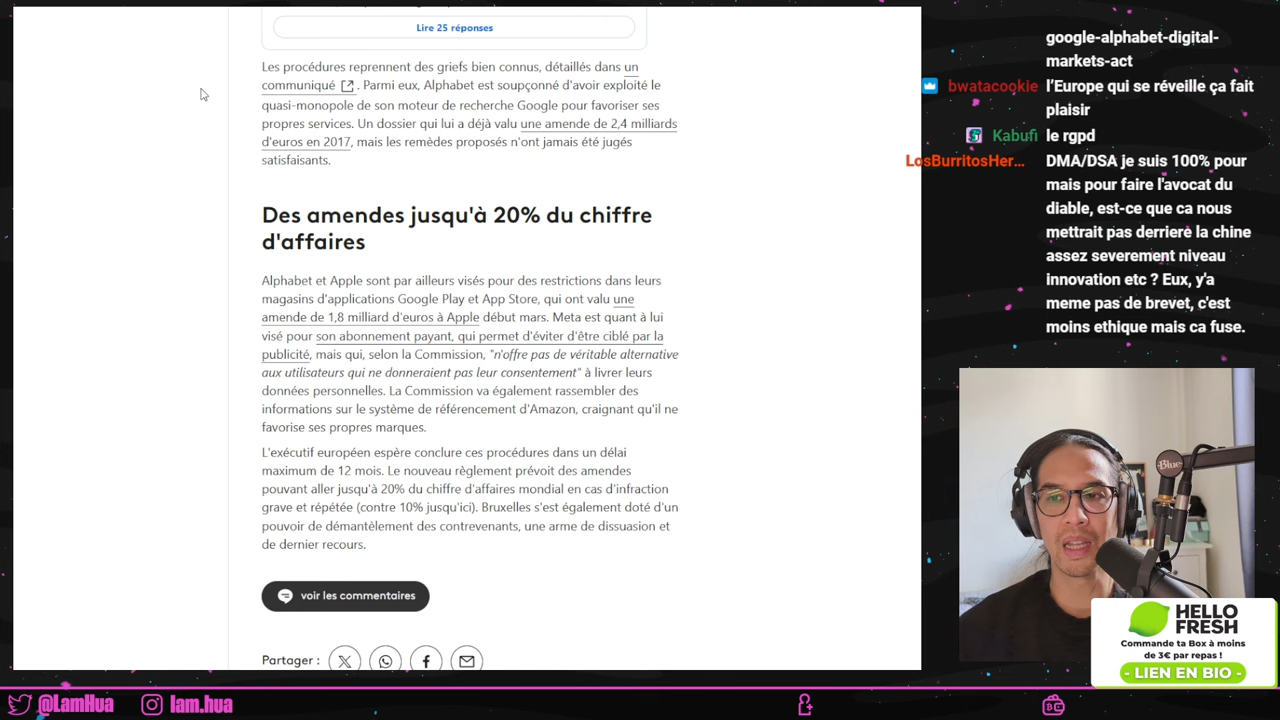 Lire 25 réponses
Les procédures reprennent des griefs bien connus, détaillés dans un
communiqué . Parmi eux, Alphabet est soupçonné d'avoir exploité le
quasi-monopole de son moteur de recherche Google pour favoriser ses
propres services. Un dossier qui lui a déjà valu une amende de 2,4 milliards
d'euros en 2017, mais les remèdes proposés n'ont jamais été jugés
satisfaisants.
Des amendes jusqu'à 20% du chiffre
d'affaires
Alphabet et Apple sont par ailleurs visés pour des restrictions dans leurs
magasins d'applications Google Play et App Store, qui ont valu une
amende de 1,8 milliard d'euros à Apple début mars. Meta est quant à lui
visé pour son abonnement payant, qui permet d'éviter d'être ciblé par la
publicité, mais qui, selon la Commission, "n'offre pas de véritable alternative
aux utilisateurs qui ne donneraient pas leur consentement" à livrer leurs
données personnelles. La Commission va également rassembler des
informations sur le système de référencement d'Amazon, craignant qu'il ne
favorise ses propres marques.
L'exécutif européen espère conclure ces procédures dans un délai
maximum de 12 mois. Le nouveau règlement prévoit des amendes
pouvant aller jusqu'à 20% du chiffre d'affaires mondial en cas d'infraction
grave et répétée (contre 10% jusqu'ici). Bruxelles s'est également doté d'un
pouvoir de démantèlement des contrevenants, une arme de dissuasion et
de dernier recours.
voir les commentaires
Partager :
google-alphabet-digital-
markets-act
bwatacookie l'Europe qui se réveille ça fait
plaisir
Kabufi le rgpd
LosBurritosHer... DMA/DSA je suis 100% pour
mais pour faire l'avocat du
diable, est-ce que ca nous
mettrait pas derriere la chine
assez severement niveau
innovation etc ? Eux, y'a
meme pas de brevet, c'est
moins ethique mais ca fuse.
Blue
HELLO
FRESH
Commande ta Box à moins
de 3€ par repas !
- LIEN EN BIO -
@LamHua
lam.hua